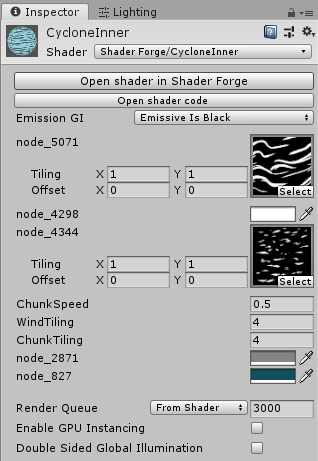 Inspector Lighting
CycloneInner
Shader Shader Forge/CycloneInner
Open shader in Shader Forge
Open shader code
Emission GI Emissive Is Black
node_5071
Tiling X 1 Y 1
Offset X 0 Y 0
Select
node_4298
node_4344
Tiling X 1 Y 1
Offset X 0 Y 0
Select
ChunkSpeed 0.5
WindTiling 4
ChunkTiling 4
node_2871
node_827
Render Queue From Shader 3000
Enable GPU Instancing
Double Sided Global Illumination